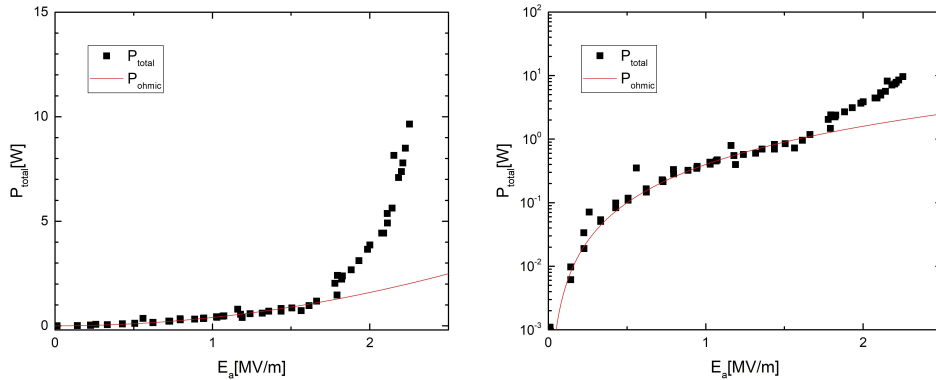 15
10
5
0
P_total[W]
P_total
P_ohmic
0 1 2
E_a[MV/m]
10^2
10^1
10^0
10^-1
10^-2
10^-3
P_total[W]
P_total
P_ohmic
0 1 2
E_a[MV/m]